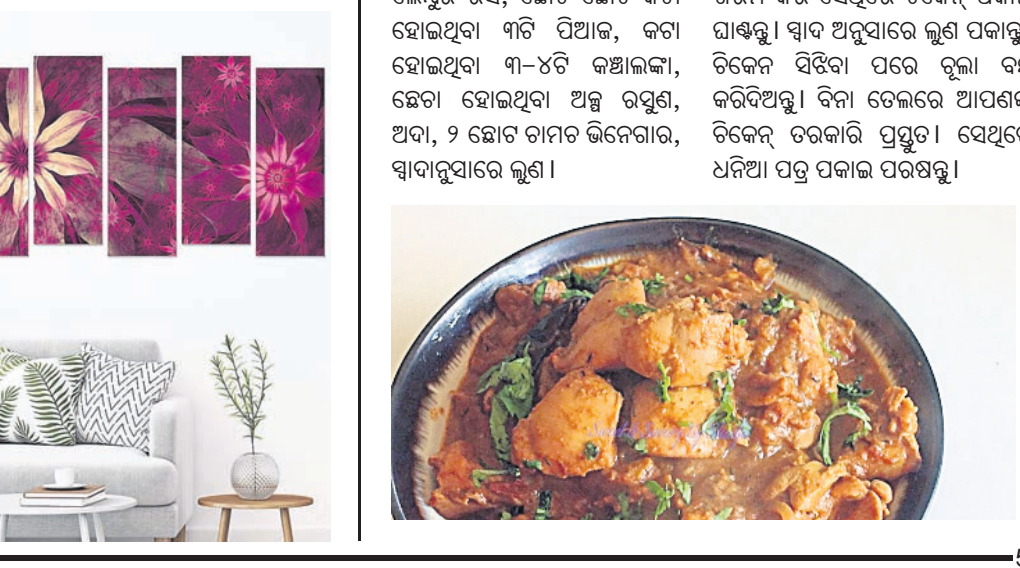 ହୋଇଥିବା ୩ଟି ପିଆଜ, କଟା
ହୋଇଥିବା ୩-୪ଟି କଞ୍ଚାଲଙ୍କା,
ଛେଚା ହୋଇଥିବା ଅଳ୍ପ ରସୁଣ,
ଅଦା, ୨ ଛୋଟ ଚାମଚ ଭିନେଗାର,
ସ୍ୱାଦାନୁସାରେ ଲୁଣ।
ଘାଣ୍ଟନ୍ତୁ। ସ୍ୱାଦ ଅନୁସାରେ ଲୁଣ ପକାନ୍ତୁ
ଚିକେନ ସିଝିବା ପରେ ଚୂଲା
କରିଦିଅନ୍ତୁ। ବିନା ତେଲରେ
ଚିକେନ୍ ତରକାରି ପ୍ରସ୍ତୁତ।
ଧନିଆ ପତ୍ର ପକାଇ ପରଷନ୍ତୁ।